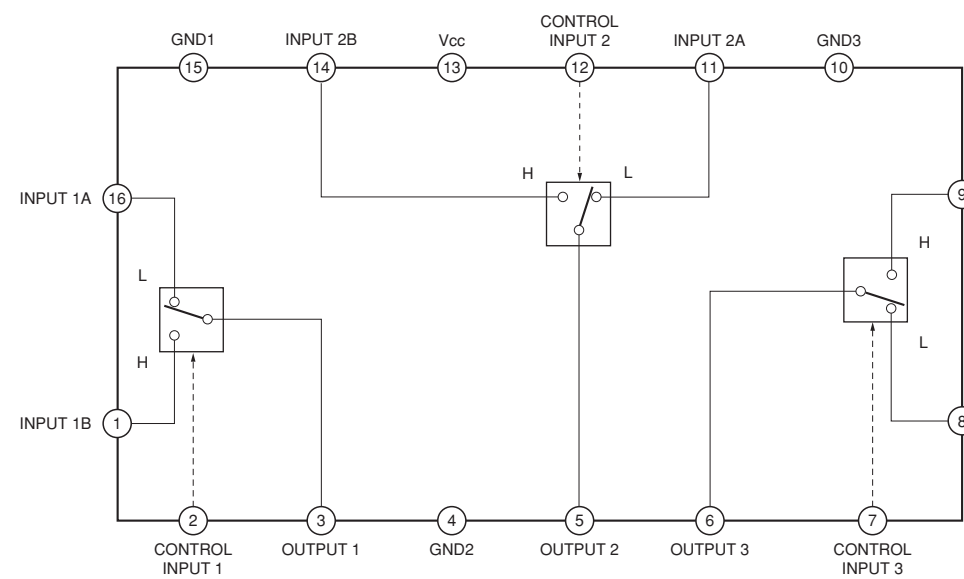 CONTROL
GND1 INPUT 2B Vcc INPUT 2 INPUT 2A GND3
15 14 13 12 11 10
H L
INPUT 1A 16 9
H
L
L
H
INPUT 1B 1 8
2 3 4 5 6 7
CONTROL OUTPUT 1 GND2 OUTPUT 2 OUTPUT 3 CONTROL
INPUT 1 INPUT 3